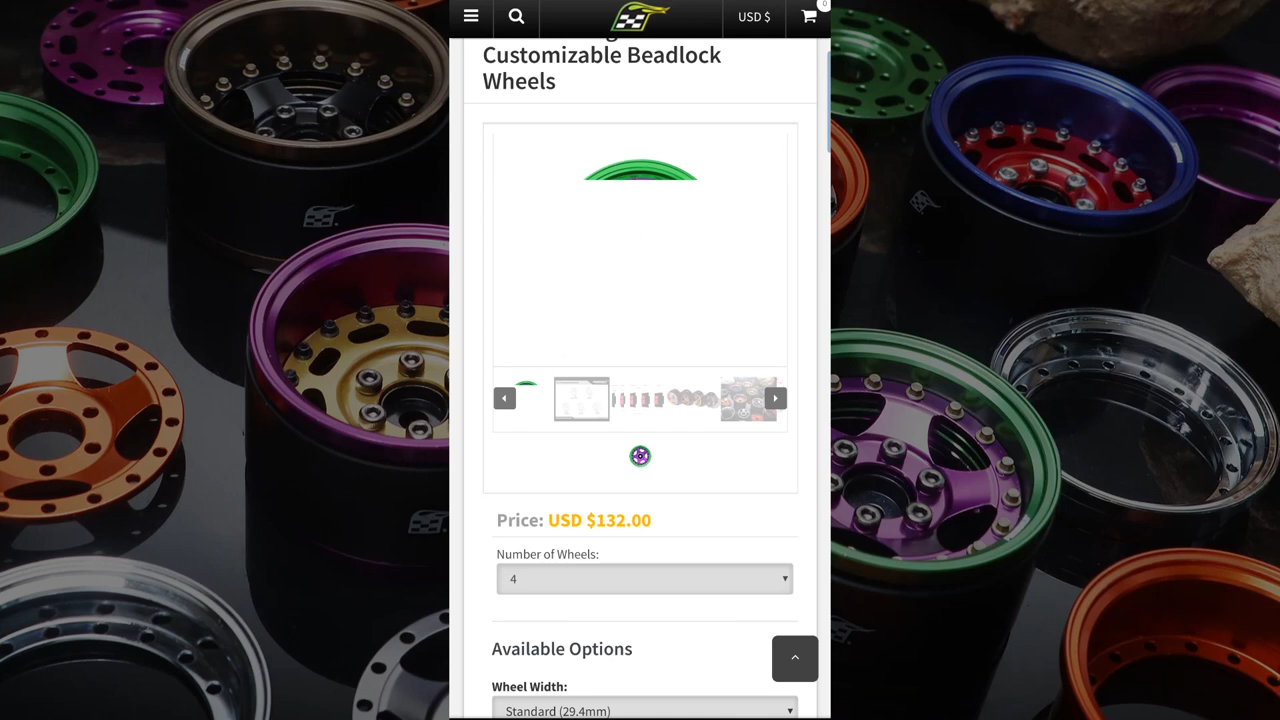 USD $
0
Customizable Beadlock
Wheels
Price: USD $132.00
Number of Wheels:
4
Available Options
Wheel Width:
Standard (29.4mm)